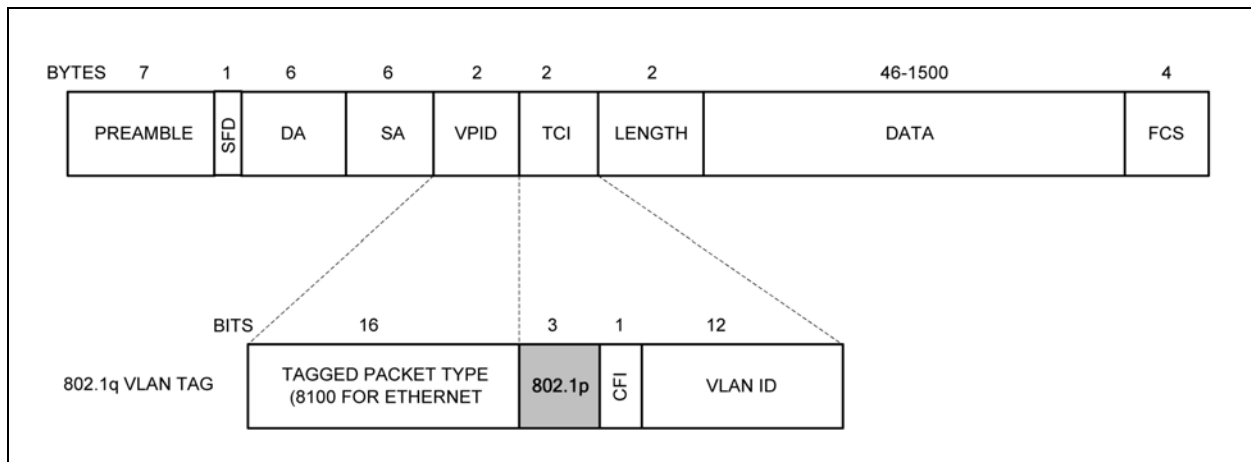 BYTES 7 1 6 6 2 2 2 46-1500 4
PREAMBLE SFD DA SA VPID TCI LENGTH DATA FCS
BITS 16 3 1 12
802.1q VLAN TAG
TAGGED PACKET TYPE
(8100 FOR ETHERNET
802.1p CFI VLAN ID